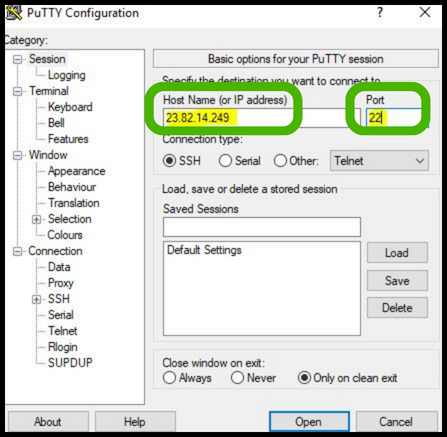 PuTTY Configuration ? X
Category:
Session
Logging
Terminal
Keyboard
Bell
Features
Window
Appearance
Behaviour
Translation
Selection
Colours
Connection
Data
Proxy
SSH
Serial
Telnet
Rlogin
SUPDUP
Basic options for your PuTTY session
Specify the destination you want to connect to
Host Name (or IP address) Port
23.82.14.249 22
Connection type:
SSH Serial Other: Telnet
Load, save or delete a stored session
Saved Sessions
Default Settings
Load
Save
Delete
Close window on exit:
Always Never Only on clean exit
About Help Open Cancel